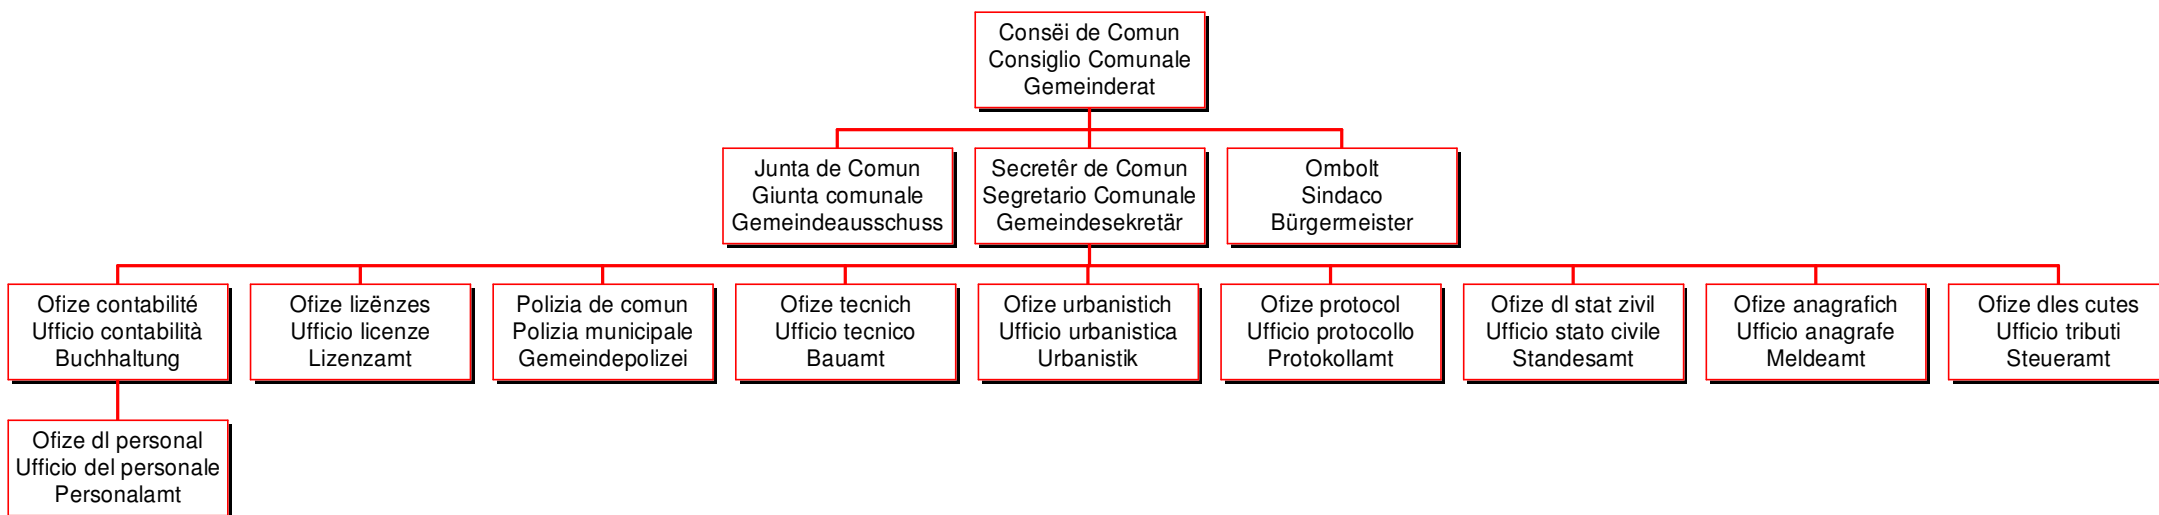 Consëi de Comun
Consiglio Comunale
Gemeinderat
Junta de Comun
Giunta comunale
Gemeindeausschuss
Secretêr de Comun
Segretario Comunale
Gemeindesekretär
Ombolt
Sindaco
Bürgermeister
Ofize contabilité
Ufficio contabilità
Buchhaltung
Ofize lizënzes
Ufficio licenze
Lizenzamt
Polizia de comun
Polizia municipale
Gemeindepolizei
Ofize tecnich
Ufficio tecnico
Bauamt
Ofize urbanistich
Ufficio urbanistica
Urbanistik
Ofize protocol
Ufficio protocollo
Protokollamt
Ofize dl stat zivil
Ufficio stato civile
Standesamt
Ofize anagrafich
Ufficio anagrafe
Meldeamt
Ofize dles cutes
Ufficio tributi
Steueramt
Ofize dl personal
Ufficio del personale
Personalamt